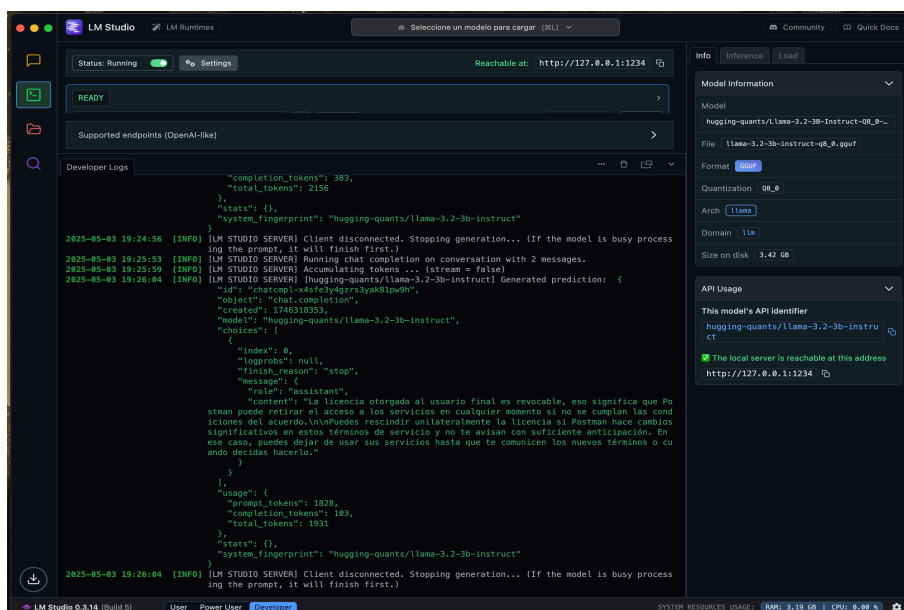 LM Studio
LM Runtimes
Seleccione un modelo para cargar (⌘L)
Community
Quick Docs
Status: Running
Settings
Reachable at: http://127.0.0.1:1234
READY
Supported endpoints (OpenAI-like)
Developer Logs
"completion_tokens": 383,
"total_tokens": 2156
},
"stats": {},
"system_fingerprint": "hugging-quants/llama-3.2-3b-instruct"
}
2025-05-03 19:24:56 [INFO] [LM STUDIO SERVER] Client disconnected. Stopping generation... (If the model is busy process
ing the prompt, it will finish first.)
2025-05-03 19:25:53 [INFO] [LM STUDIO SERVER] Running chat completion on conversation with 2 messages.
2025-05-03 19:25:59 [INFO] [LM STUDIO SERVER] Accumulating tokens ... (stream = false)
2025-05-03 19:26:04 [INFO] [LM STUDIO SERVER] [hugging-quants/llama-3.2-3b-instruct] Generated prediction: {
"id": "chatcmpl-x4sfe3y4gzrs3yak81pw9h",
"object": "chat.completion",
"created": 1746318353,
"model": "hugging-quants/llama-3.2-3b-instruct",
"choices": [
{
"index": 0,
"logprobs": null,
"finish_reason": "stop",
"message": {
"role": "assistant",
"content": "La licencia otorgada al usuario final es revocable, eso significa que Po
stman puede retirar el acceso a los servicios en cualquier momento si no se cumplan las cond
iciones del acuerdo.\n\nPuedes rescindir unilateralmente la licencia si Postman hace cambios
significativos en estos términos de servicio y no te avisan con suficiente anticipación. En
ese caso, puedes dejar de usar sus servicios hasta que te comunicen los nuevos términos o cu
ando decidas hacerlo."
}
}
],
"usage": {
"prompt_tokens": 1828,
"completion_tokens": 103,
"total_tokens": 1931
},
"stats": {},
"system_fingerprint": "hugging-quants/llama-3.2-3b-instruct"
}
2025-05-03 19:26:04 [INFO] [LM STUDIO SERVER] Client disconnected. Stopping generation... (If the model is busy process
ing the prompt, it will finish first.)
Info
Inference
Load
Model Information
Model
hugging-quants/Llama-3.2-3B-Instruct-Q8_0-…
File llama-3.2-3b-instruct-q8_0.gguf
Format GGUF
Quantization Q8_0
Arch llama
Domain llm
Size on disk 3.42 GB
API Usage
This model's API identifier
hugging-quants/llama-3.2-3b-instru
ct
✅ The local server is reachable at this address
http://127.0.0.1:1234
LM Studio 0.3.14 (Build 5)
User
Power User
Developer
SYSTEM RESOURCES USAGE: RAM: 3.19 GB | CPU: 0.00 %